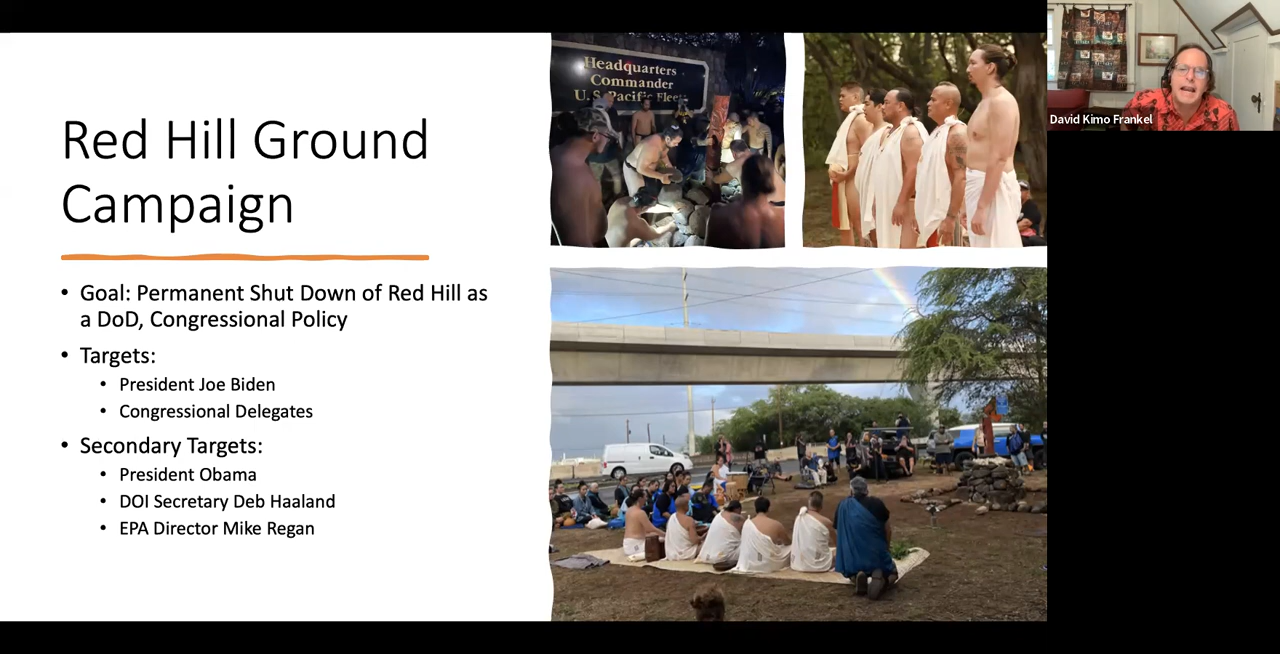 Red Hill Ground
Campaign
• Goal: Permanent Shut Down of Red Hill as
a DoD, Congressional Policy
• Targets:
• President Joe Biden
• Congressional Delegates
• Secondary Targets:
• President Obama
• DOI Secretary Deb Haaland
• EPA Director Mike Regan
Headquarters
Commander
U.S. Pacific Fleet
David Kimo Frankel